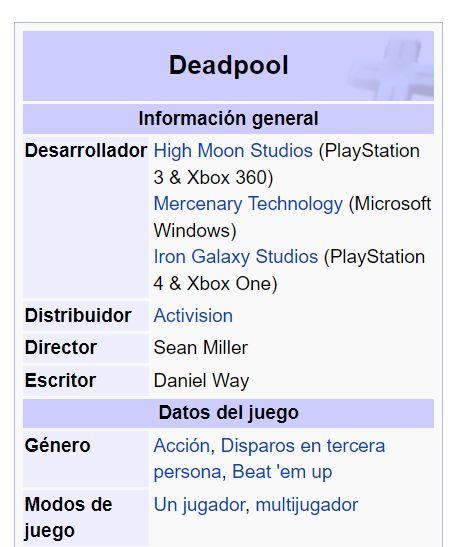 Deadpool
Información general
Desarrollador High Moon Studios (PlayStation
3 & Xbox 360)
Mercenary Technology (Microsoft
Windows)
Iron Galaxy Studios (PlayStation
4 & Xbox One)
Distribuidor Activision
Director Sean Miller
Escritor Daniel Way
Datos del juego
Género Acción, Disparos en tercera
persona, Beat 'em up
Modos de Un jugador, multijugador
juego